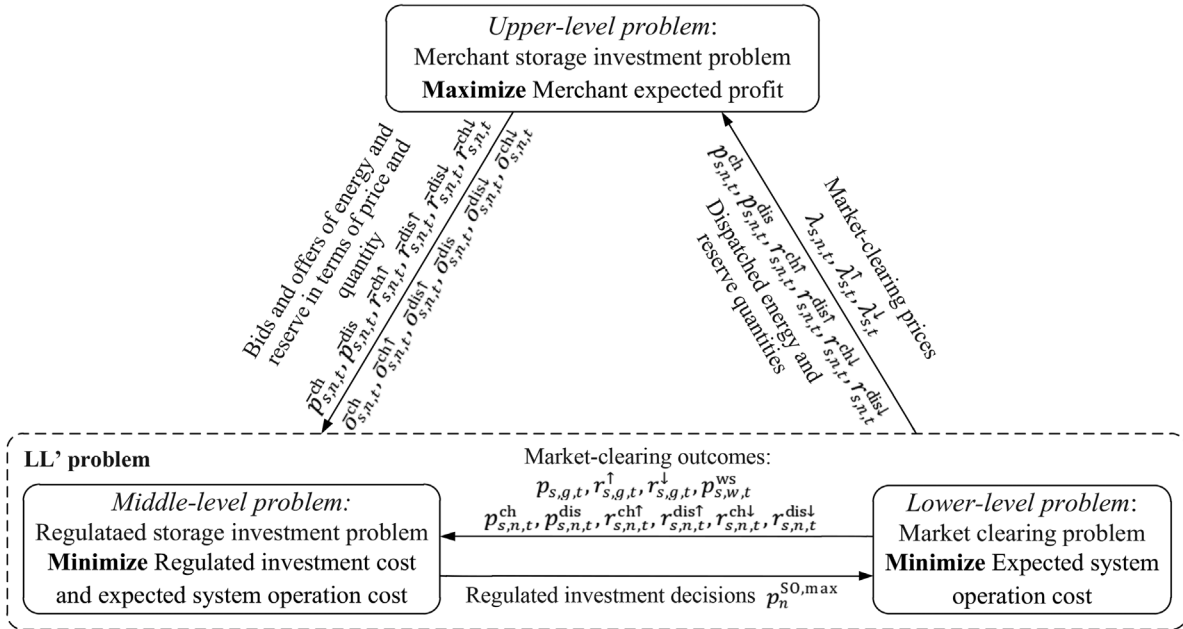 Upper-level problem:
Merchant storage investment problem
Maximize Merchant expected profit
Bids and offers of energy and
reserve in terms of price and
quantity
p̄^ch_{s,n,t}, p̄^dis_{s,n,t}, r̄^ch↑_{s,n,t}, r̄^dis↑_{s,n,t}, r̄^dis↓_{s,n,t}, r̄^ch↓_{s,n,t}
ō^ch_{s,n,t}, ō^ch↑_{s,n,t}, ō^dis↑_{s,n,t}, ō^dis_{s,n,t}, ō^dis↓_{s,n,t}, ō^ch↓_{s,n,t}
Market-clearing prices
λ_{s,n,t}, λ^↑_{s,t}, λ^↓_{s,t}
p^ch_{s,n,t}, p^dis_{s,n,t}, r^ch↑_{s,n,t}, r^dis↑_{s,n,t}, r^ch↓_{s,n,t}, r^dis↓_{s,n,t}
Dispatched energy and
reserve quantities
LL’ problem
Middle-level problem:
Regulataed storage investment problem
Minimize Regulated investment cost
and expected system operation cost
Market-clearing outcomes:
p_{s,g,t}, r^↑_{s,g,t}, r^↓_{s,g,t}, p^ws_{s,w,t}
p^ch_{s,n,t}, p^dis_{s,n,t}, r^ch↑_{s,n,t}, r^dis↑_{s,n,t}, r^ch↓_{s,n,t}, r^dis↓_{s,n,t}
Regulated investment decisions p^{SO,max}_n
Lower-level problem:
Market clearing problem
Minimize Expected system
operation cost